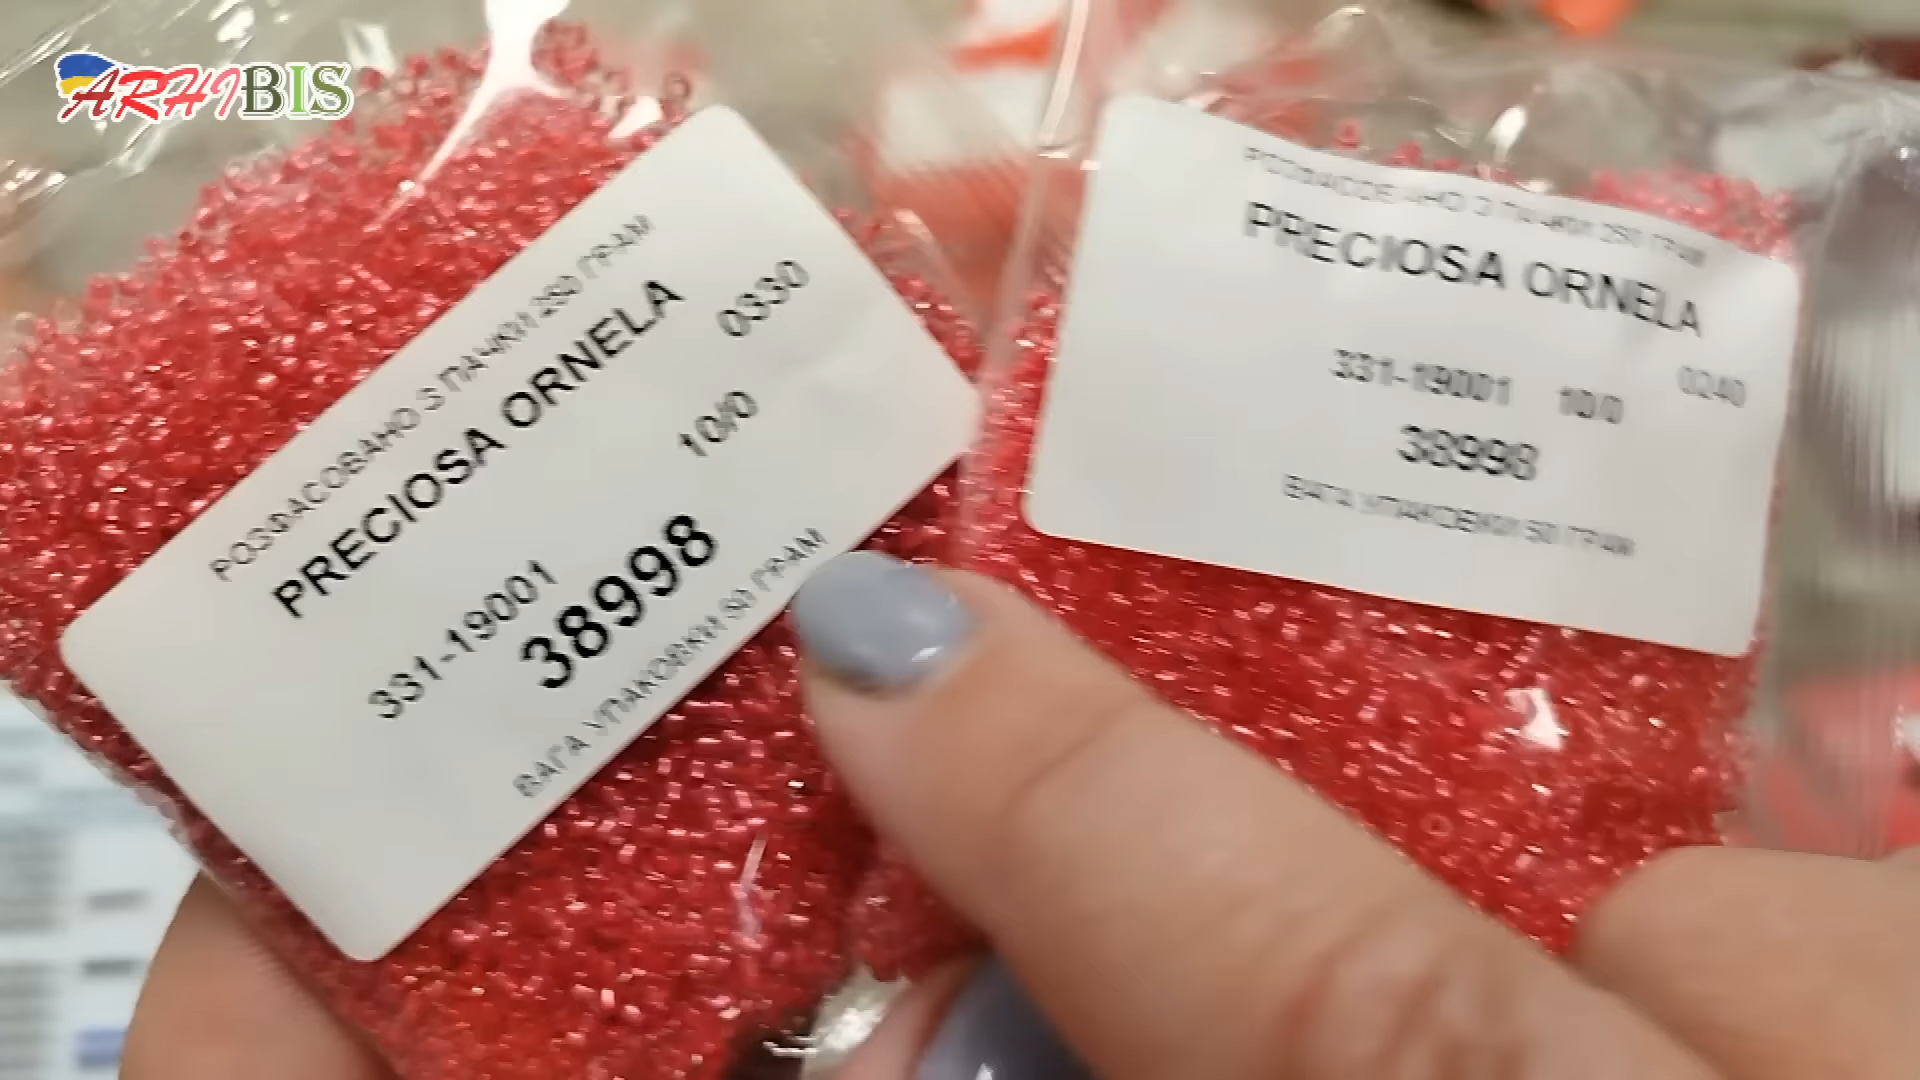 ARHIBIS
РОЗФАСОВАНО З ПАЧКИ 250 ГРАМ
PRECIOSA ORNELA
0330
331-19001 10/0
38998
ВАГА УПАКОВКИ 50 ГРАМ
РОЗФАСОВАНО З ПАЧКИ 250 ГРАМ
PRECIOSA ORNELA
331-19001 10/0 0240
38998
ВАГА УПАКОВКИ 50 ГРАМ